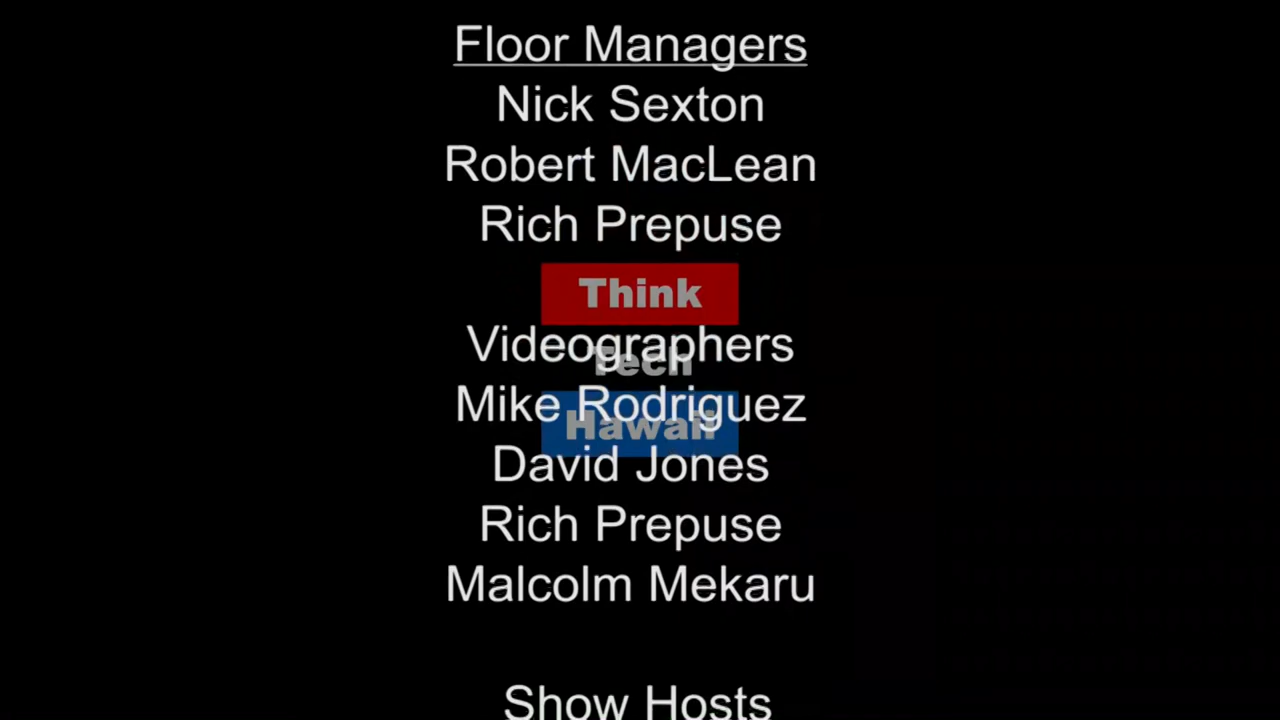 Floor Managers
Nick Sexton
Robert MacLean
Rich Prepuse
Think
Videographers
Tech
Mike Rodriguez
Hawaii
David Jones
Rich Prepuse
Malcolm Mekaru
Show Hosts